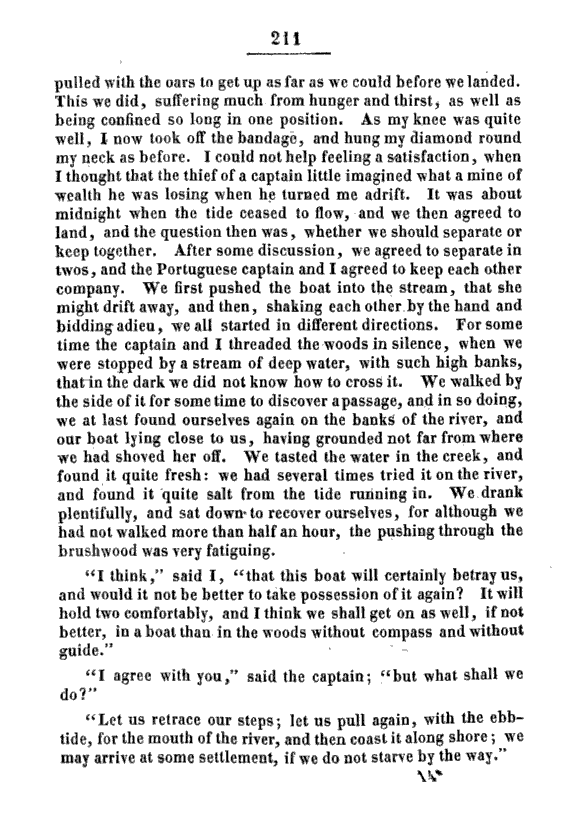 211
pulled with the oars to get up as far as we could before we landed.
This we did, suffering much from hunger and thirst, as well as
being confined so long in one position. As my knee was quite
well, I now took off the bandage, and hung my diamond round
my neck as before. I could not help feeling a satisfaction, when
I thought that the thief of a captain little imagined what a mine of
wealth he was losing when he turned me adrift. It was about
midnight when the tide ceased to flow, and we then agreed to
land, and the question then was, whether we should separate or
keep together. After some discussion, we agreed to separate in
twos, and the Portuguese captain and I agreed to keep each other
company. We first pushed the boat into the stream, that she
might drift away, and then, shaking each other by the hand and
bidding adieu, we all started in different directions. For some
time the captain and I threaded the woods in silence, when we
were stopped by a stream of deep water, with such high banks,
that in the dark we did not know how to cross it. We walked by
the side of it for some time to discover a passage, and in so doing,
we at last found ourselves again on the banks of the river, and
our boat lying close to us, having grounded not far from where
we had shoved her off. We tasted the water in the creek, and
found it quite fresh: we had several times tried it on the river,
and found it quite salt from the tide running in. We drank
plentifully, and sat down to recover ourselves, for although we
had not walked more than half an hour, the pushing through the
brushwood was very fatiguing.
"I think," said I, "that this boat will certainly betray us,
and would it not be better to take possession of it again? It will
hold two comfortably, and I think we shall get on as well, if not
better, in a boat than in the woods without compass and without
guide."
"I agree with you," said the captain; "but what shall we
do?"
"Let us retrace our steps; let us pull again, with the ebb-
tide, for the mouth of the river, and then coast it along shore; we
may arrive at some settlement, if we do not starve by the way."